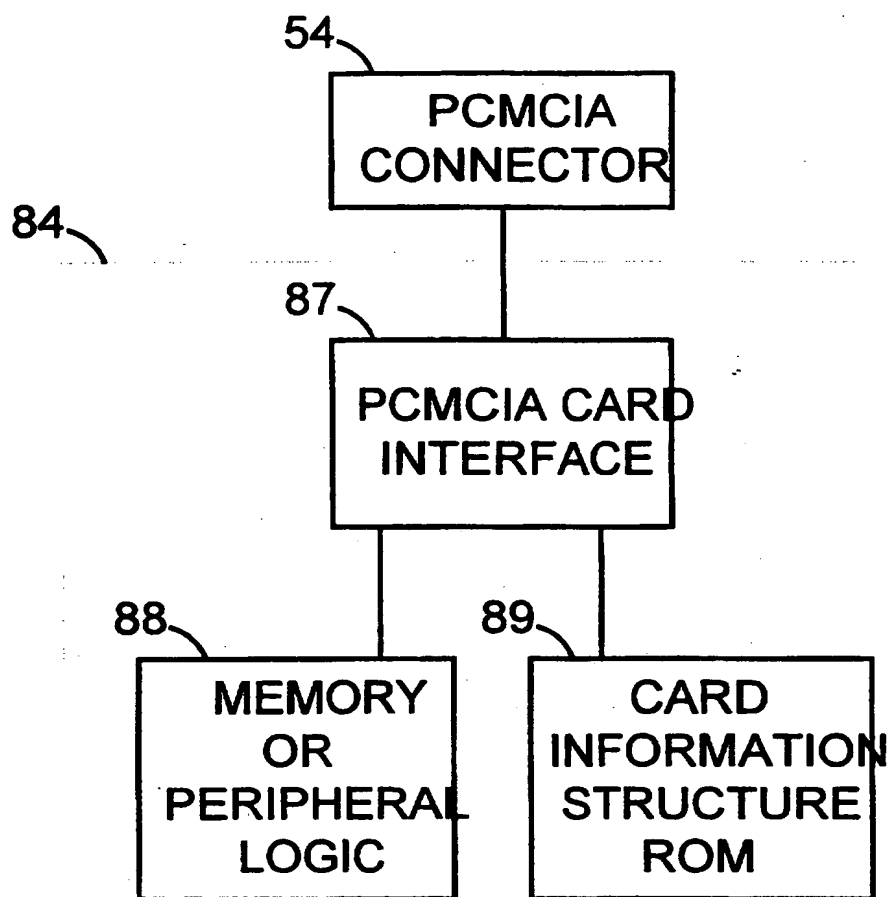 54
PCMCIA
CONNECTOR
84
87
PCMCIA CARD
INTERFACE
88
MEMORY
OR
PERIPHERAL
LOGIC
89
CARD
INFORMATION
STRUCTURE
ROM